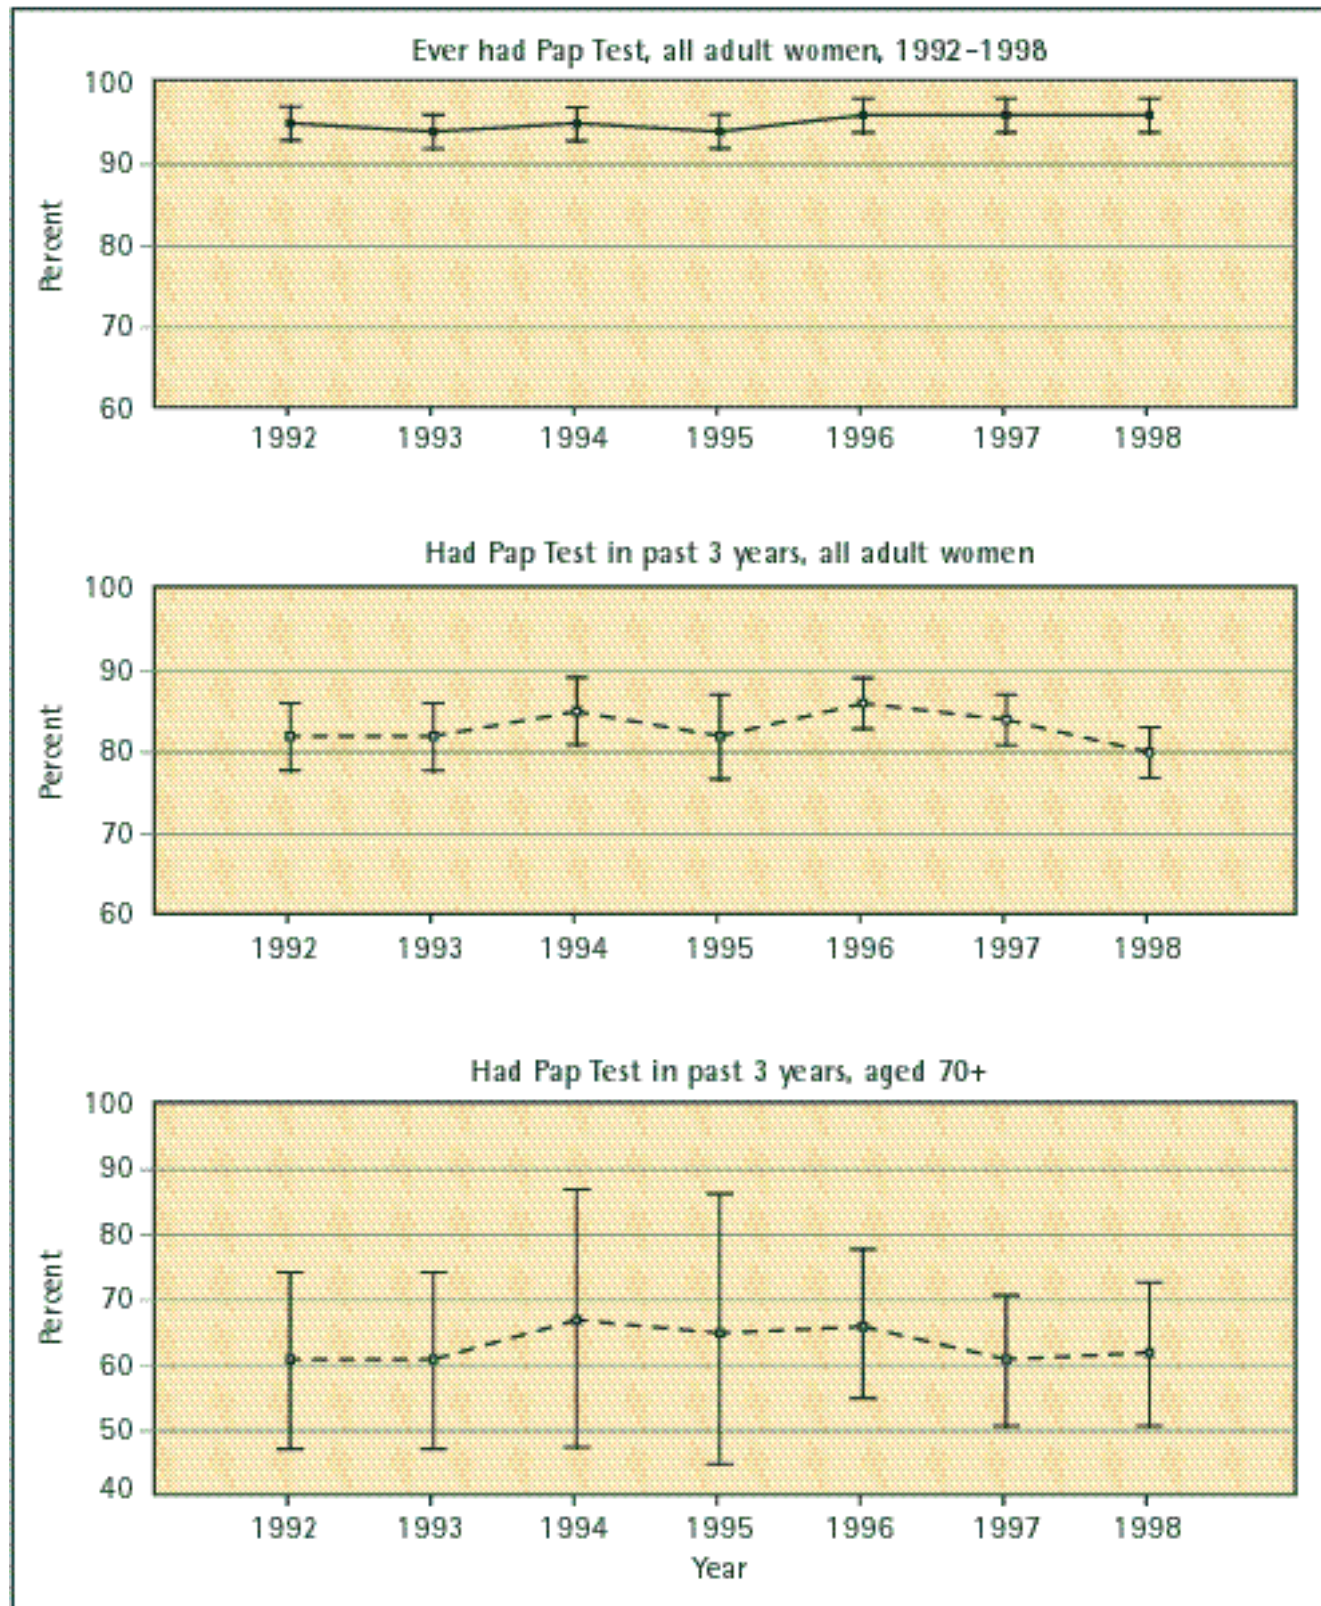 Ever had Pap Test, all adult women, 1992-1998
100
90
80
70
60
Percent
1992 1993 1994 1995 1996 1997 1998
Had Pap Test in past 3 years, all adult women
100
90
80
70
60
Percent
1992 1993 1994 1995 1996 1997 1998
Had Pap Test in past 3 years, aged 70+
100
90
80
70
60
50
40
Percent
1992 1993 1994 1995 1996 1997 1998
Year